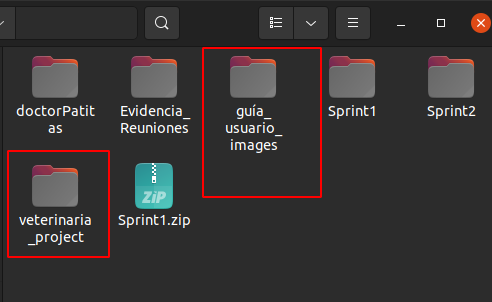 doctorPatit
as
Evidencia_
Reuniones
guía_
usuario_
images
Sprint1
Sprint2
veterinaria
_project
ZIP
Sprint1.zip